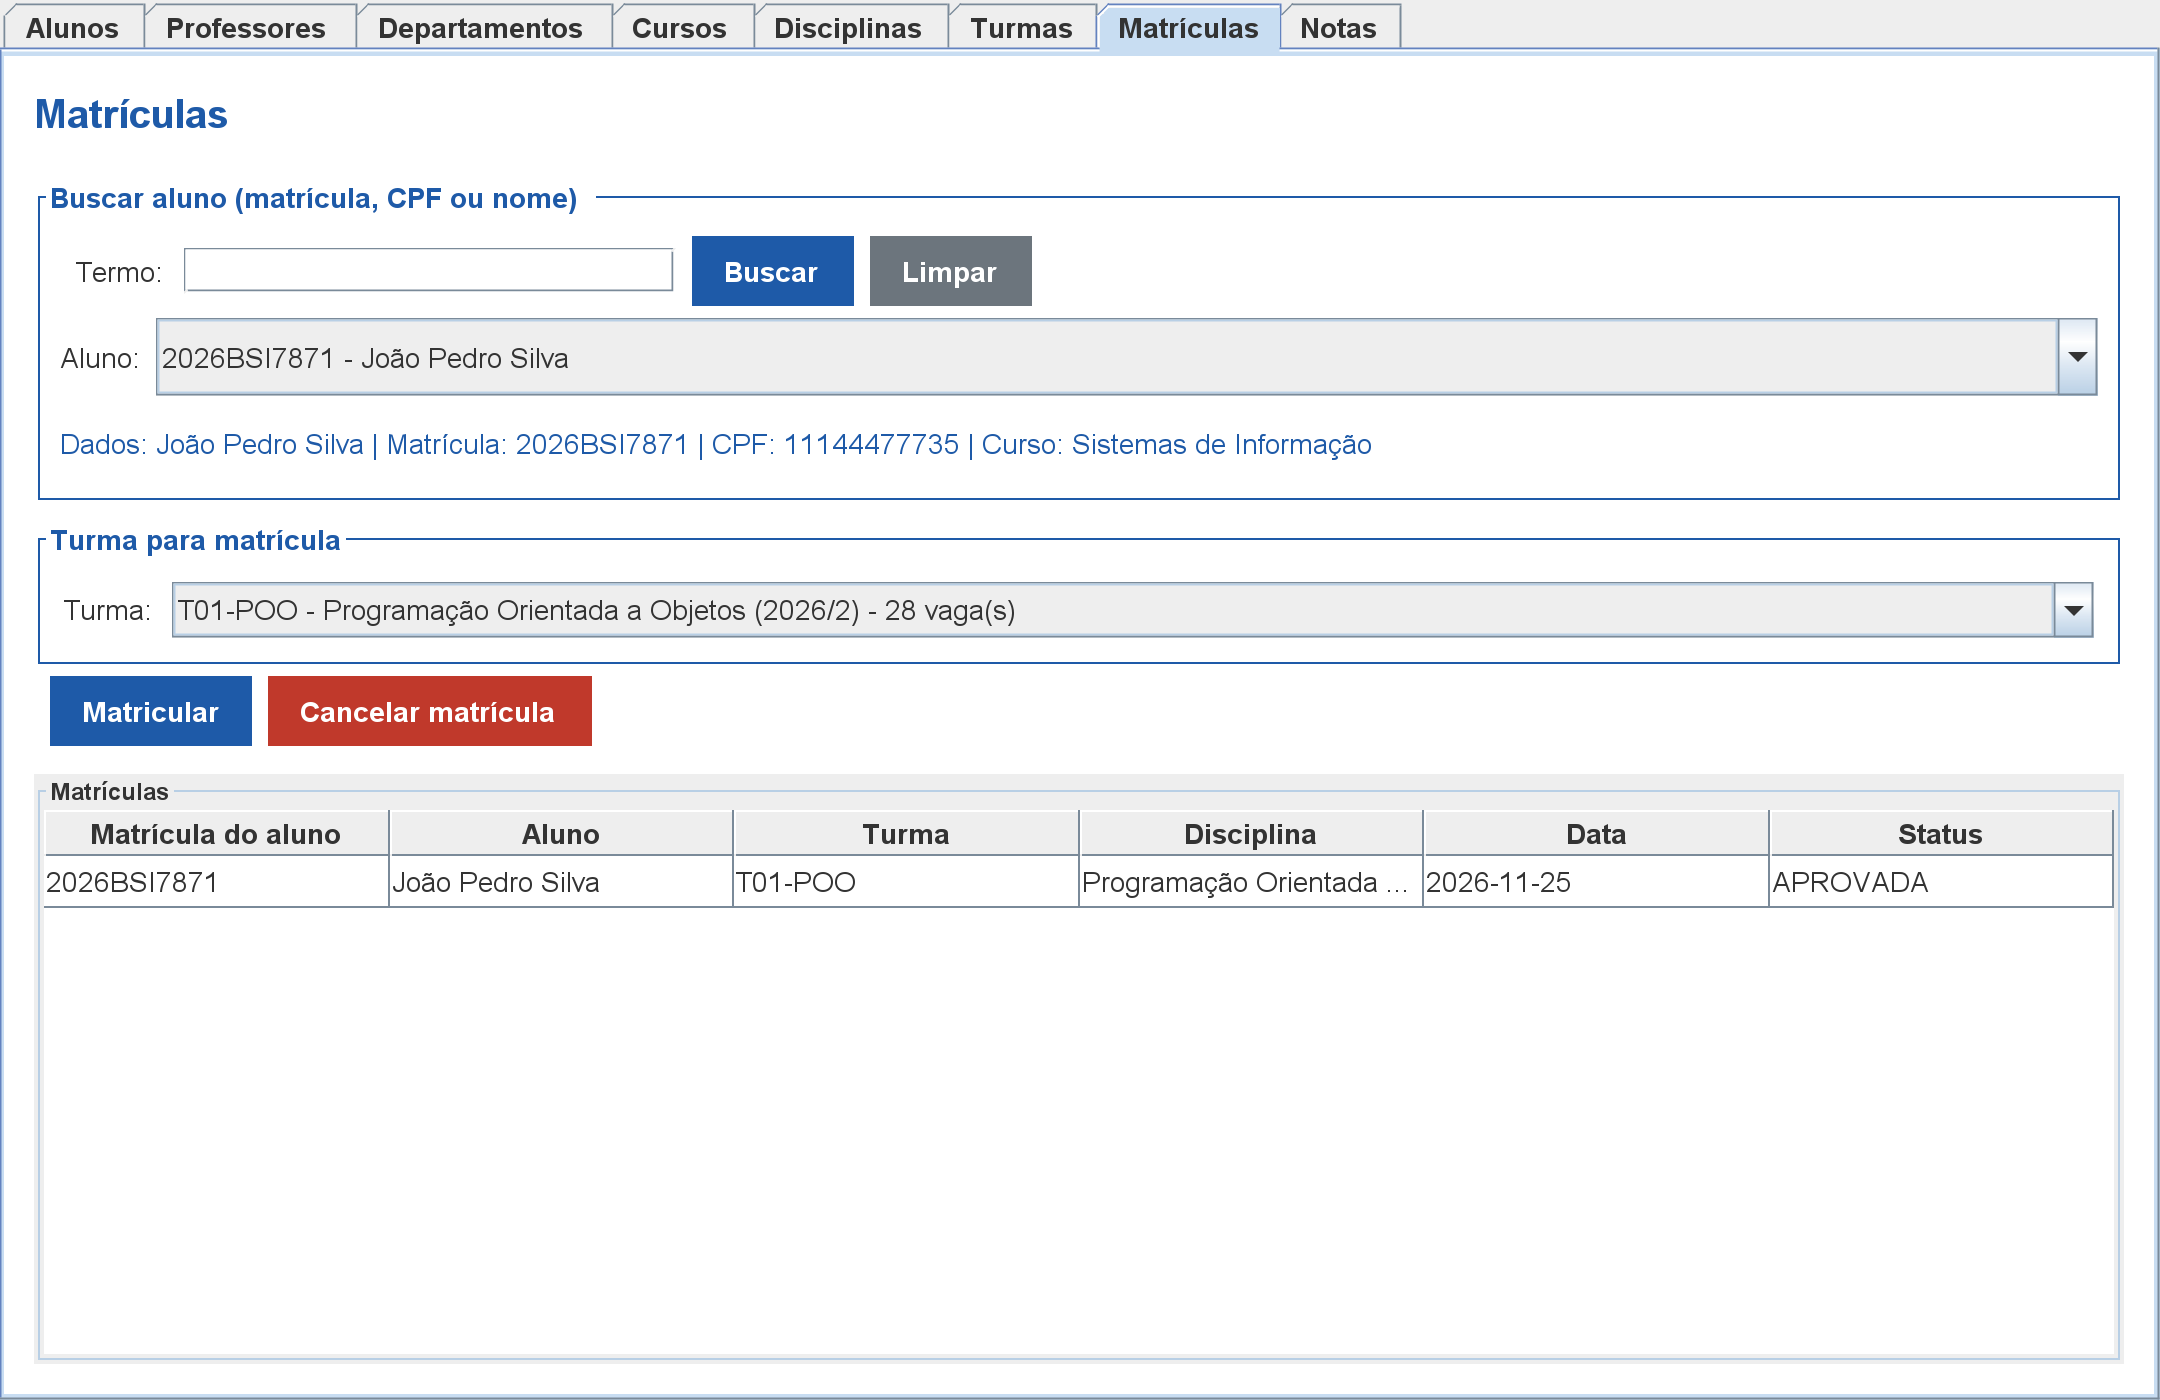 Alunos Professores Departamentos Cursos Disciplinas Turmas Matrículas Notas
Matrículas
Buscar aluno (matrícula, CPF ou nome)
Termo: Buscar Limpar
Aluno: 2026BSI7871 - João Pedro Silva
Dados: João Pedro Silva | Matrícula: 2026BSI7871 | CPF: 11144477735 | Curso: Sistemas de Informação
Turma para matrícula
Turma: T01-POO - Programação Orientada a Objetos (2026/2) - 28 vaga(s)
Matricular Cancelar matrícula
Matrículas
Matrícula do aluno Aluno Turma Disciplina Data Status
2026BSI7871 João Pedro Silva T01-POO Programação Orientada ... 2026-11-25 APROVADA